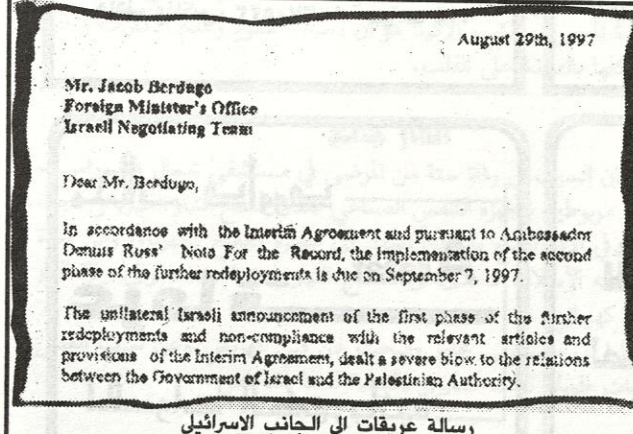 August 29th, 1997
Mr. Jacob Berdugo
Foreign Minister's Office
Israeli Negotiating Team
Dear Mr. Berdugo,
In accordance with the Interim Agreement and pursuant to Ambassador
Dennis Ross' Note For the Record, the implementation of the second
phase of the further redeployments is due on September 7, 1997.
The unilateral Israeli announcement of the first phase of the further
redeployments and non-compliance with the relevant articles and
provisions of the Interim Agreement, dealt a severe blow to the relations
between the Government of Israel and the Palestinian Authority.
رسالة عريقات الى الجانب الاسرائيلي